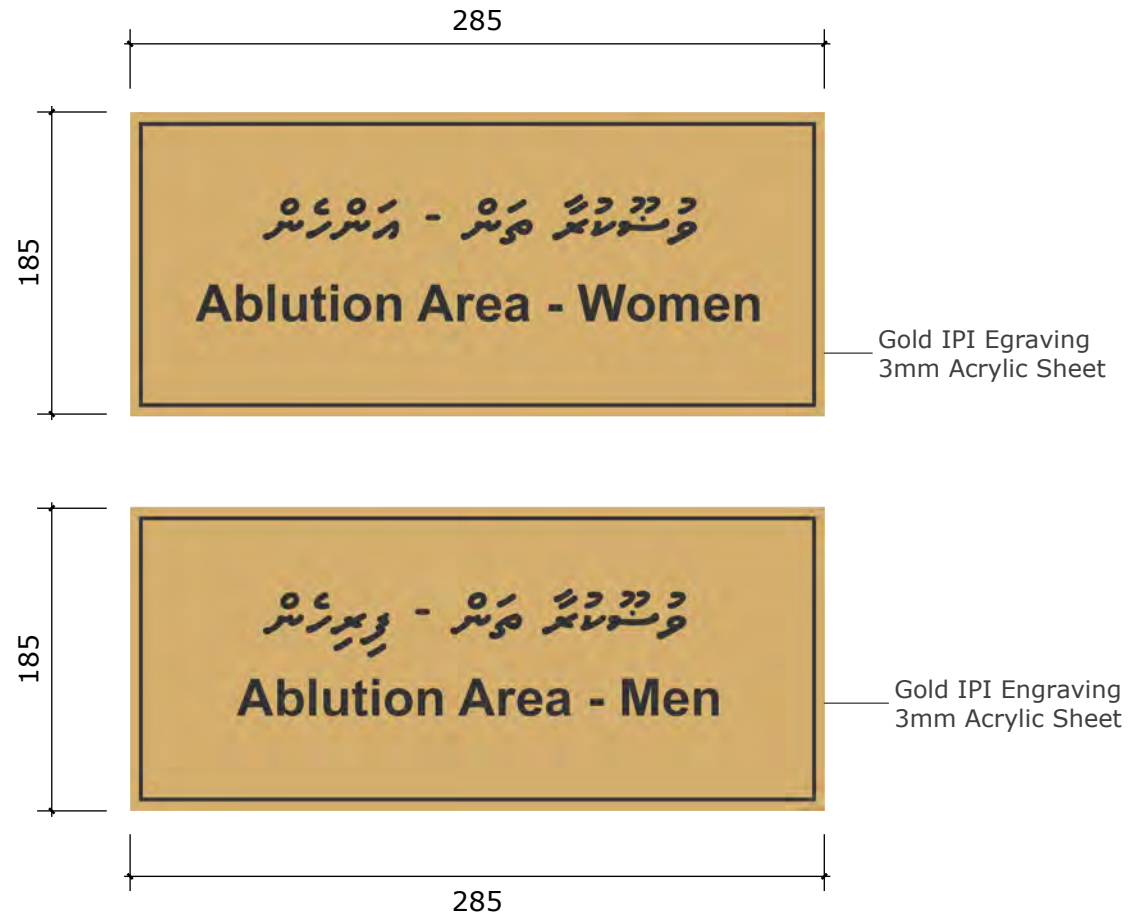 285
185
ވުޟޫކުރާ ތަން - އަންހެން
Ablution Area - Women
Gold IPI Egraving
3mm Acrylic Sheet
185
ވުޟޫކުރާ ތަން - ފިރިހެން
Ablution Area - Men
Gold IPI Engraving
3mm Acrylic Sheet
285